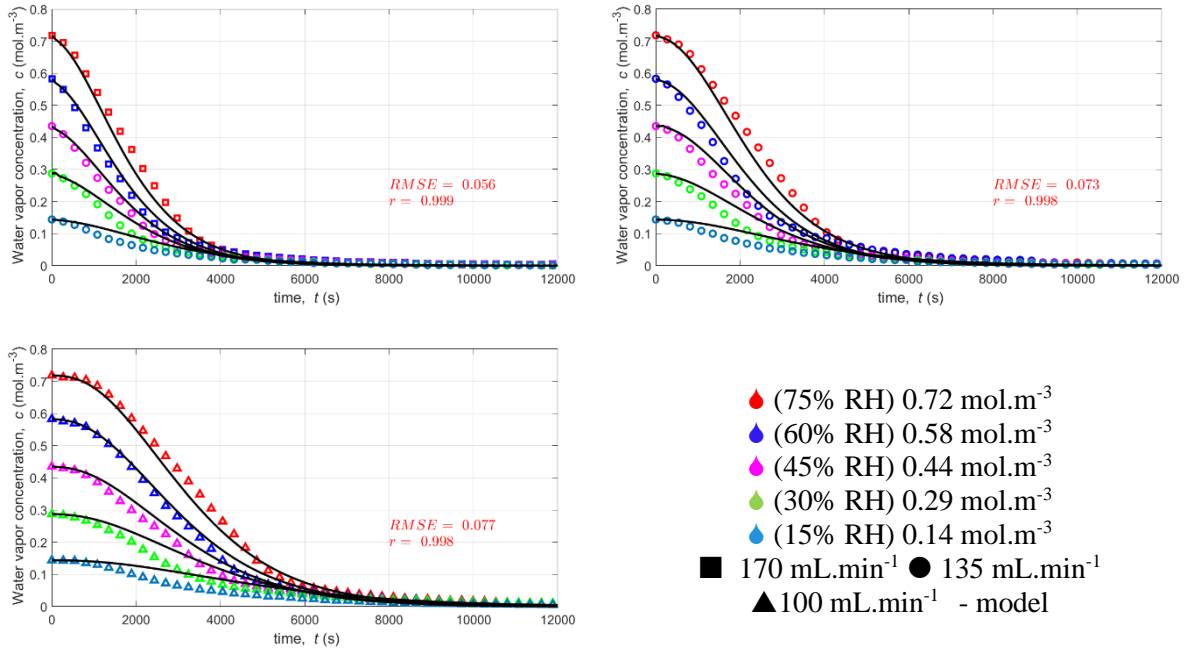 0.8
0.7
0.6
0.5
0.4
0.3
0.2
0.1
0
Water vapor concentration, c (mol.m⁻³)
RMSE = 0.056
r = 0.999
0 2000 4000 6000 8000 10000 12000
time, t (s)
0.8
0.7
0.6
0.5
0.4
0.3
0.2
0.1
0
Water vapor concentration, c (mol.m⁻³)
RMSE = 0.073
r = 0.998
0 2000 4000 6000 8000 10000 12000
time, t (s)
0.8
0.7
0.6
0.5
0.4
0.3
0.2
0.1
0
Water vapor concentration, c (mol.m⁻³)
RMSE = 0.077
r = 0.998
0 2000 4000 6000 8000 10000 12000
time, t (s)
(75% RH) 0.72 mol.m⁻³
(60% RH) 0.58 mol.m⁻³
(45% RH) 0.44 mol.m⁻³
(30% RH) 0.29 mol.m⁻³
(15% RH) 0.14 mol.m⁻³
170 mL.min⁻¹ 135 mL.min⁻¹
100 mL.min⁻¹ - model